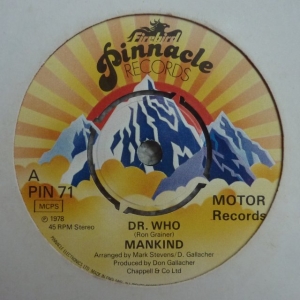 Firebird
Pinnacle
RECORDS
A
PIN 71
MCPS
℗ 1978
45 RPM Stereo
MOTOR
Records
DR. WHO
(Ron Grainer)
MANKIND
Arranged by Mark Stevens/D. Gallacher
Produced by Don Gallacher
Chappell & Co Ltd